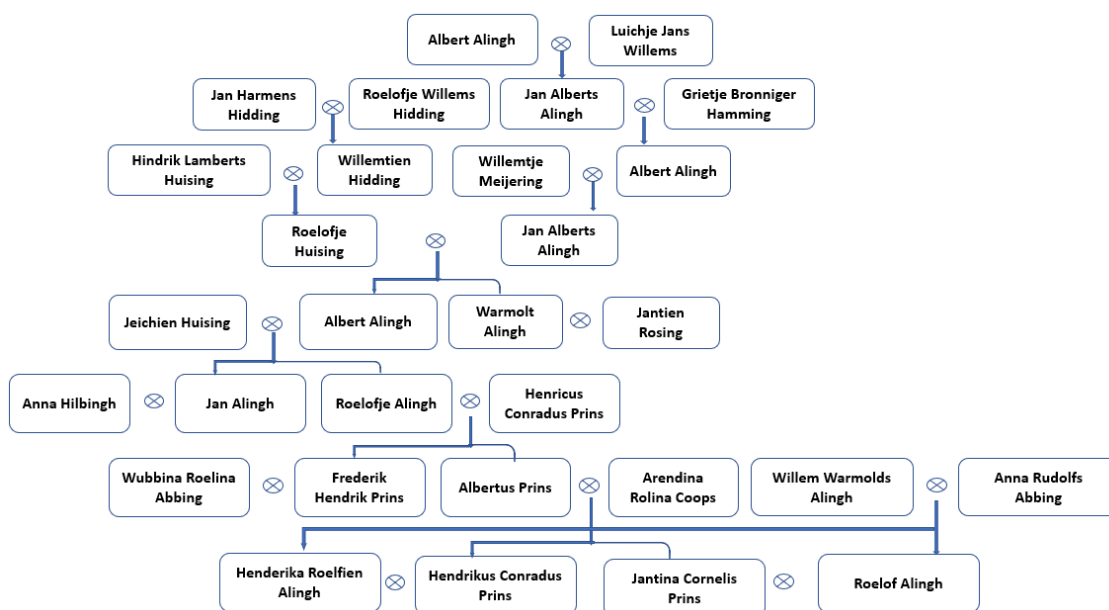 Albert Alingh
Luichje Jans
Willems
Jan Harmens
Hidding
Roelofje Willems
Hidding
Jan Alberts
Alingh
Grietje Bronniger
Hamming
Hindrik Lamberts
Huising
Willemtien
Hidding
Willemtje
Meijering
Albert Alingh
Roelofje
Huising
Jan Alberts
Alingh
Jeichien Huising
Albert Alingh
Warmolt
Alingh
Jantien
Rosing
Anna Hilbingh
Jan Alingh
Roelofje Alingh
Henricus
Conradus Prins
Wubbina Roelina
Abbing
Frederik
Hendrik Prins
Albertus Prins
Arendina
Rolina Coops
Willem Warmolds
Alingh
Anna Rudolfs
Abbing
Henderika Roelfien
Alingh
Hendrikus Conradus
Prins
Jantina Cornelis
Prins
Roelof Alingh